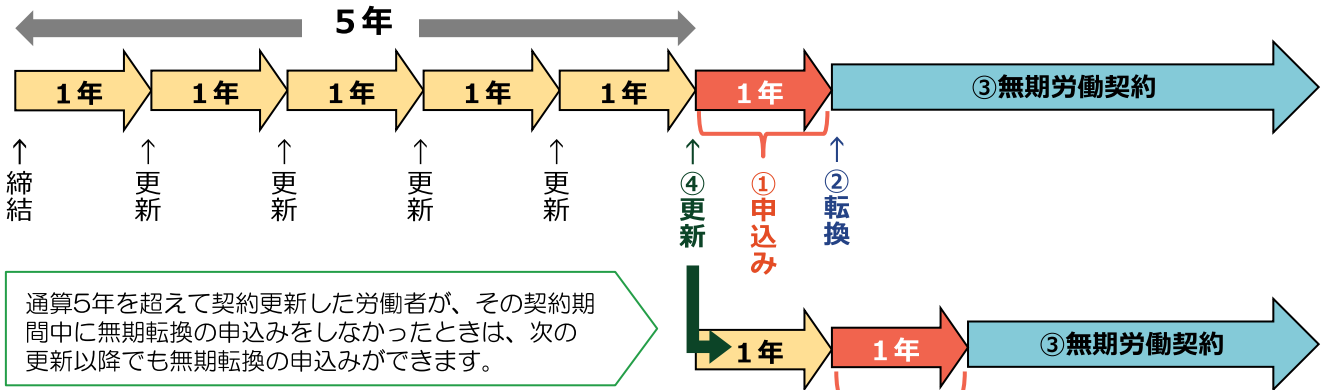 5年
1年
1年
1年
1年
1年
1年
③無期労働契約
↑
締結
↑
更新
↑
更新
↑
更新
↑
更新
↑
④更新
①申込み
↑
②転換
通算5年を超えて契約更新した労働者が、その契約期
間中に無期転換の申込みをしなかったときは、次の
更新以降でも無期転換の申込みができます。
1年
1年
③無期労働契約